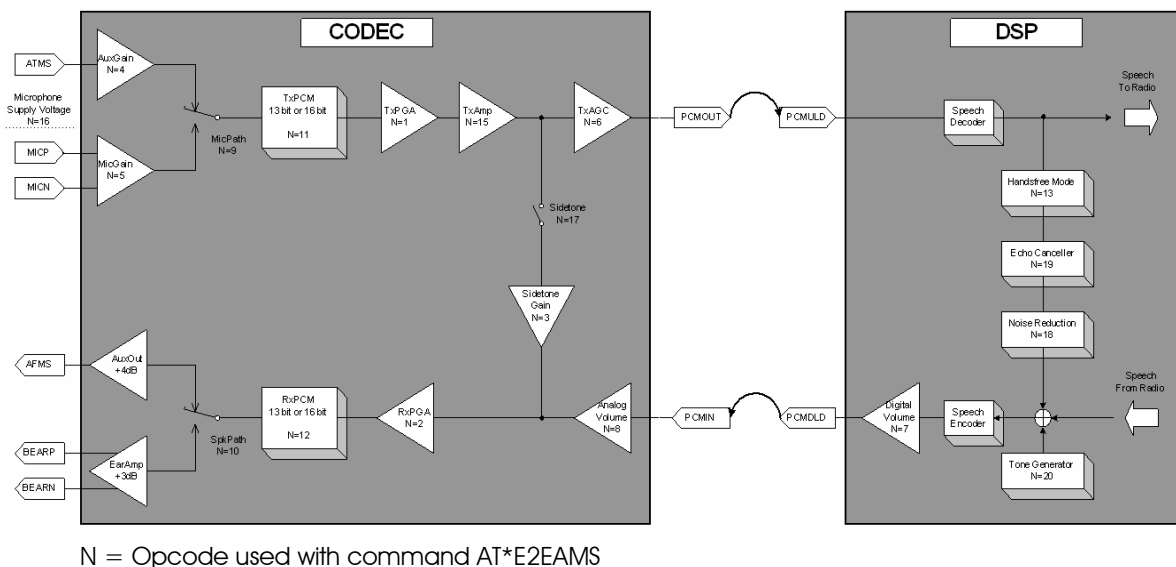 CODEC
DSP
ATMS
AuxGain
N=4
Microphone
Supply Voltage
N=16
MICP
MICN
MicGain
N=5
MicPath
N=9
TxPCM
13 bit or 16 bit
N=11
TxPGA
N=1
TxAmp
N=15
TxAGC
N=6
PCMOUT
PCMULD
Speech
Decoder
Speech
To Radio
Handsfree Mode
N=13
Sidetone
N=17
Echo Canceller
N=19
Sidetone
Gain
N=3
Noise Reduction
N=18
AFMS
AuxOut
+4dB
BEARP
BEARN
EarAmp
+3dB
SpkPath
N=10
RxPCM
13 bit or 16 bit
N=12
RxPGA
N=2
Analog
Volume
N=8
PCMIN
PCMDLD
Digital
Volume
N=7
Speech
Encoder
Speech
From Radio
Tone Generator
N=20
N = Opcode used with command AT*E2EAMS